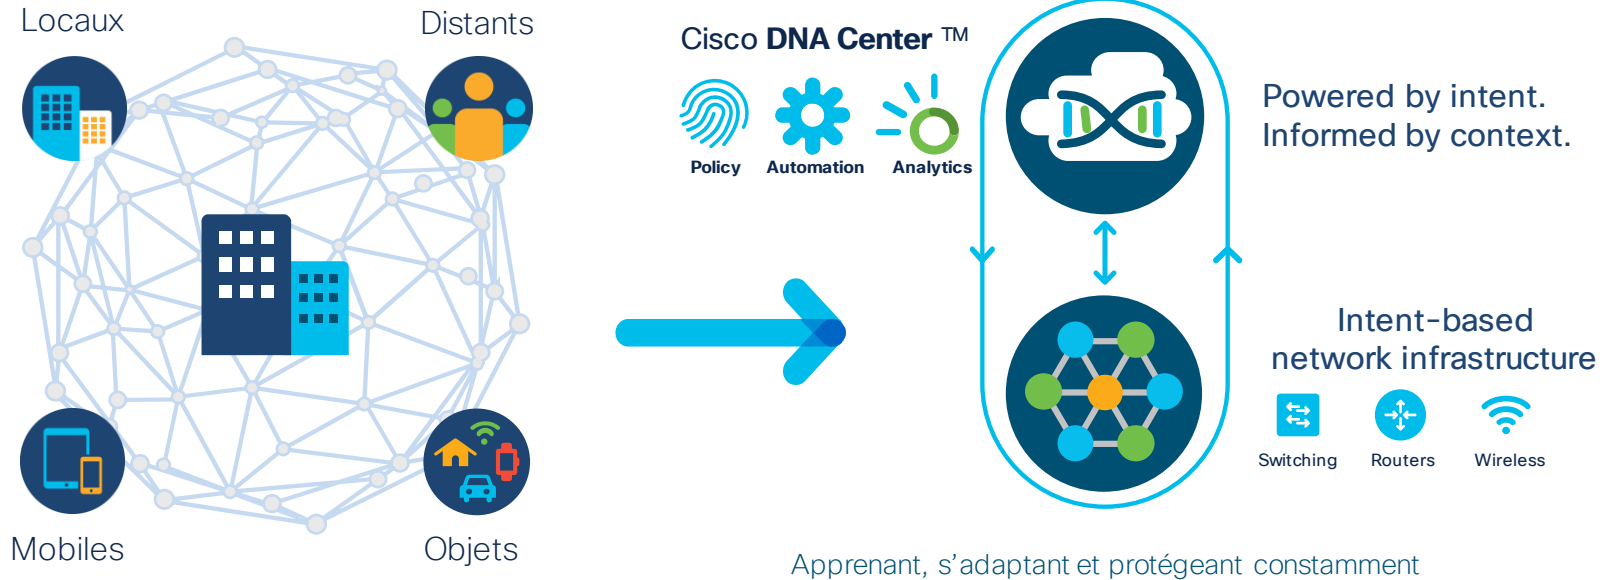 Locaux
Distants
Mobiles
Objets
Cisco DNA Center ™
Policy
Automation
Analytics
Powered by intent.
Informed by context.
Intent-based
network infrastructure
Switching
Routers
Wireless
Apprenant, s’adaptant et protégeant constamment